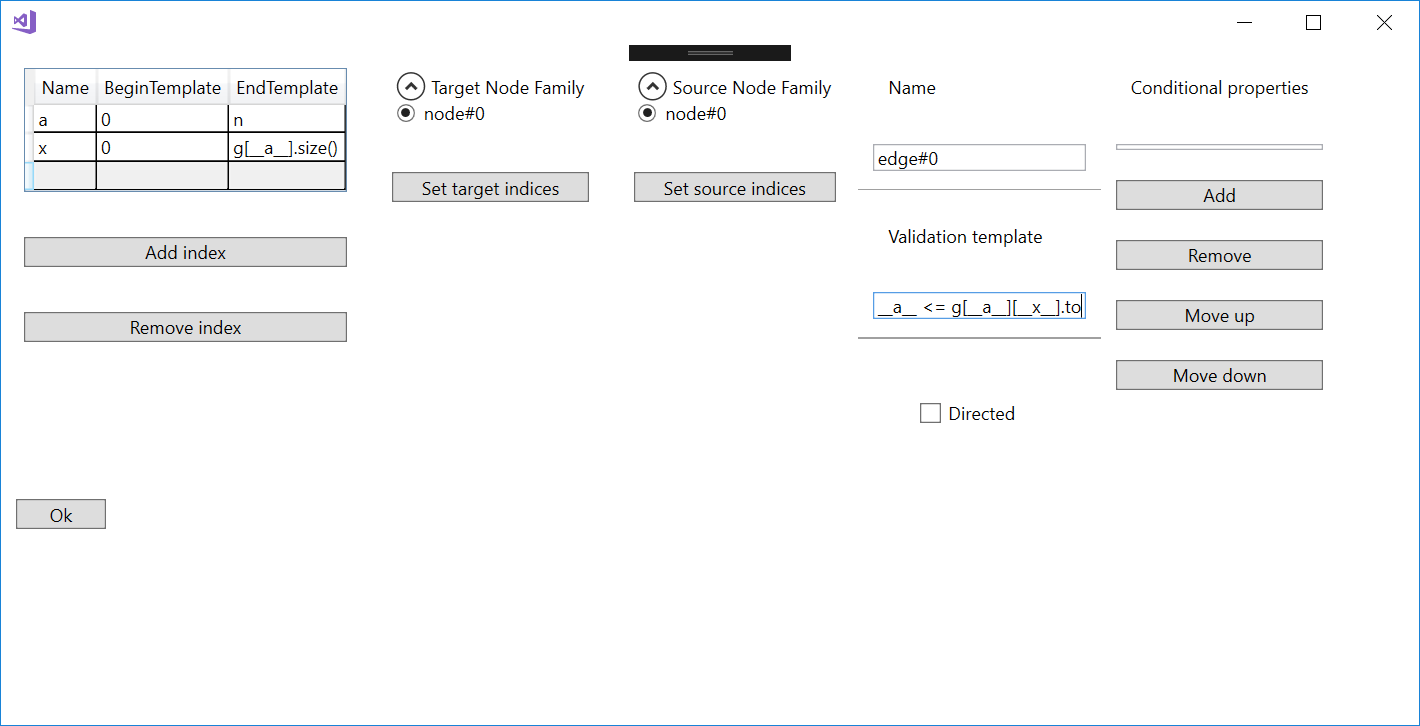 Name BeginTemplate EndTemplate
a 0 n
x 0 g[__a__].size()
Add index
Remove index
Ok
Target Node Family
node#0
Set target indices
Source Node Family
node#0
Set source indices
Name
edge#0
Validation template
__a__ <= g[__a__][__x__].to
Directed
Conditional properties
Add
Remove
Move up
Move down